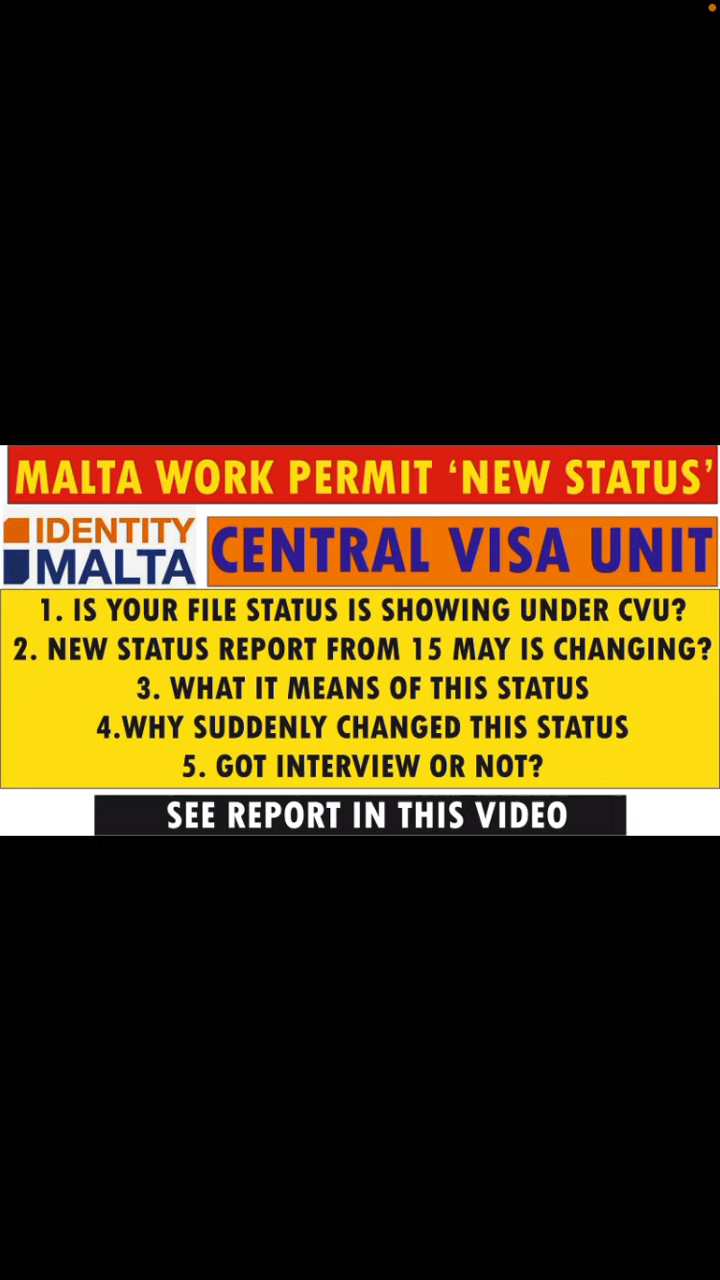 MALTA WORK PERMIT ‘NEW STATUS’
IDENTITY
MALTA
CENTRAL VISA UNIT
1. IS YOUR FILE STATUS IS SHOWING UNDER CVU?
2. NEW STATUS REPORT FROM 15 MAY IS CHANGING?
3. WHAT IT MEANS OF THIS STATUS
4.WHY SUDDENLY CHANGED THIS STATUS
5. GOT INTERVIEW OR NOT?
SEE REPORT IN THIS VIDEO